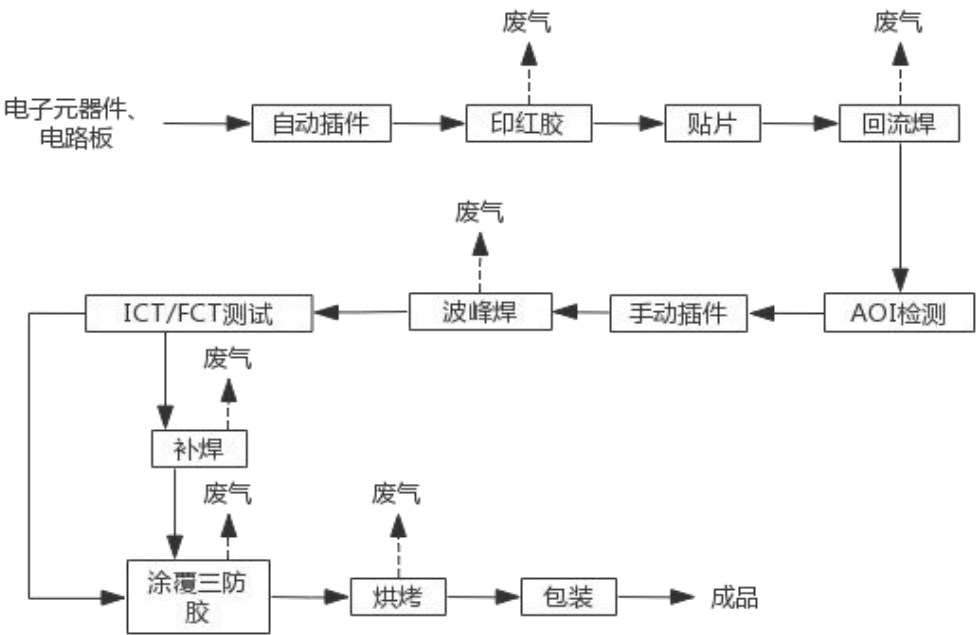 废气
废气
电子元器件、
电路板
自动插件
印红胶
贴片
回流焊
废气
ICT/FCT测试
波峰焊
手动插件
AOI检测
废气
补焊
废气
废气
涂覆三防
胶
烘烤
包装
成品